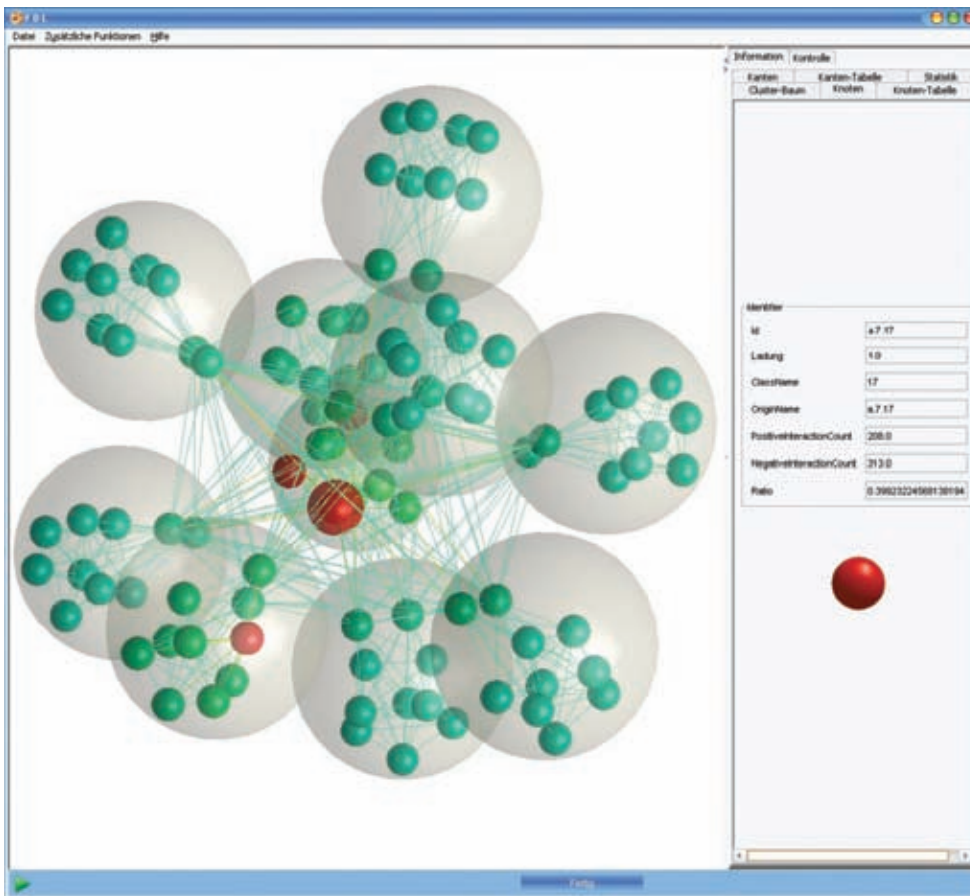 Datei Zusätzliche Funktionen Hilfe
Information Kontrolle
Kanten Kanten-Tabelle Statistik
Cluster-Baum Knoten Knoten-Tabelle
Identifier
Id a.7.17
Ladung 1.0
ClassName 17
OriginName a.7.17
PositiveInteractionCount 208.0
NegativeInteractionCount 313.0
Ratio
Fertig